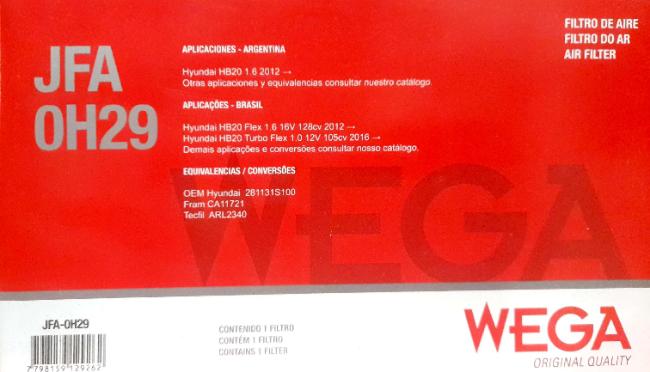 JFA
0H29
APLICACIONES - ARGENTINA
Hyundai HB20 1.6 2012 →
Otras aplicaciones y equivalencias consultar nuestro catálogo.
APLICAÇÕES - BRASIL
Hyundai HB20 Flex 1.6 16V 128cv 2012 →
Hyundai HB20 Turbo Flex 1.0 12V 105cv 2016 →
Demais aplicações e conversões consultar nosso catálogo.
EQUIVALENCIAS / CONVERSÕES
OEM Hyundai 281131S100
Fram CA11721
Tecfil ARL2340
FILTRO DE AIRE
FILTRO DO AR
AIR FILTER
WEGA
JFA-0H29
7798159129262
CONTENIDO 1 FILTRO
CONTÉM 1 FILTRO
CONTAINS 1 FILTER
WEGA
ORIGINAL QUALITY